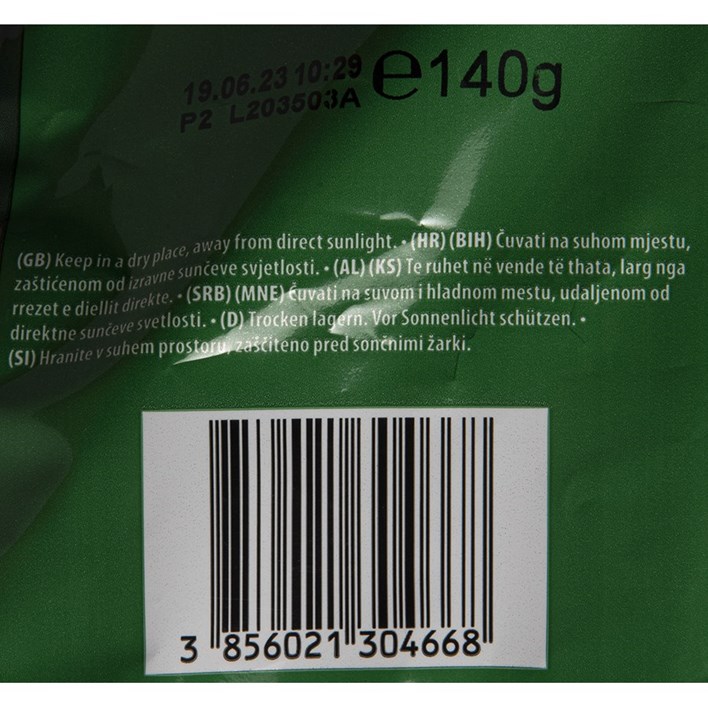 19.06.23 10:29 ℮140g
P2 L203503A
(GB) Keep in a dry place, away from direct sunlight. • (HR) (BIH) Čuvati na suhom mjestu,
zaštićenom od izravne sunčeve svjetlosti. • (AL) (KS) Te ruhet në vende të thata, larg nga
rrezet e diellit direkte. • (SRB) (MNE) Čuvati na suvom i hladnom mestu, udaljenom od
direktne sunčeve svetlosti. • (D) Trocken lagern. Vor Sonnenlicht schützen. •
(SI) Hranite v suhem prostoru, zaščiteno pred sončnimi žarki.
3 856021 304668